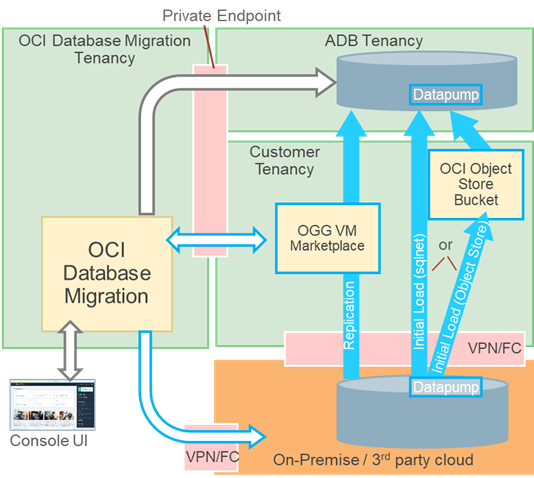 Private Endpoint
OCI Database Migration
Tenancy
ADB Tenancy
Datapump
Customer
Tenancy
OCI Object
Store
Bucket
OGG VM
Marketplace
OCI
Database
Migration
or
Replication
Initial Load (sqlnet)
Initial Load (Object Store)
VPN/FC
Datapump
Console UI
VPN/FC
On-Premise / 3rd party cloud